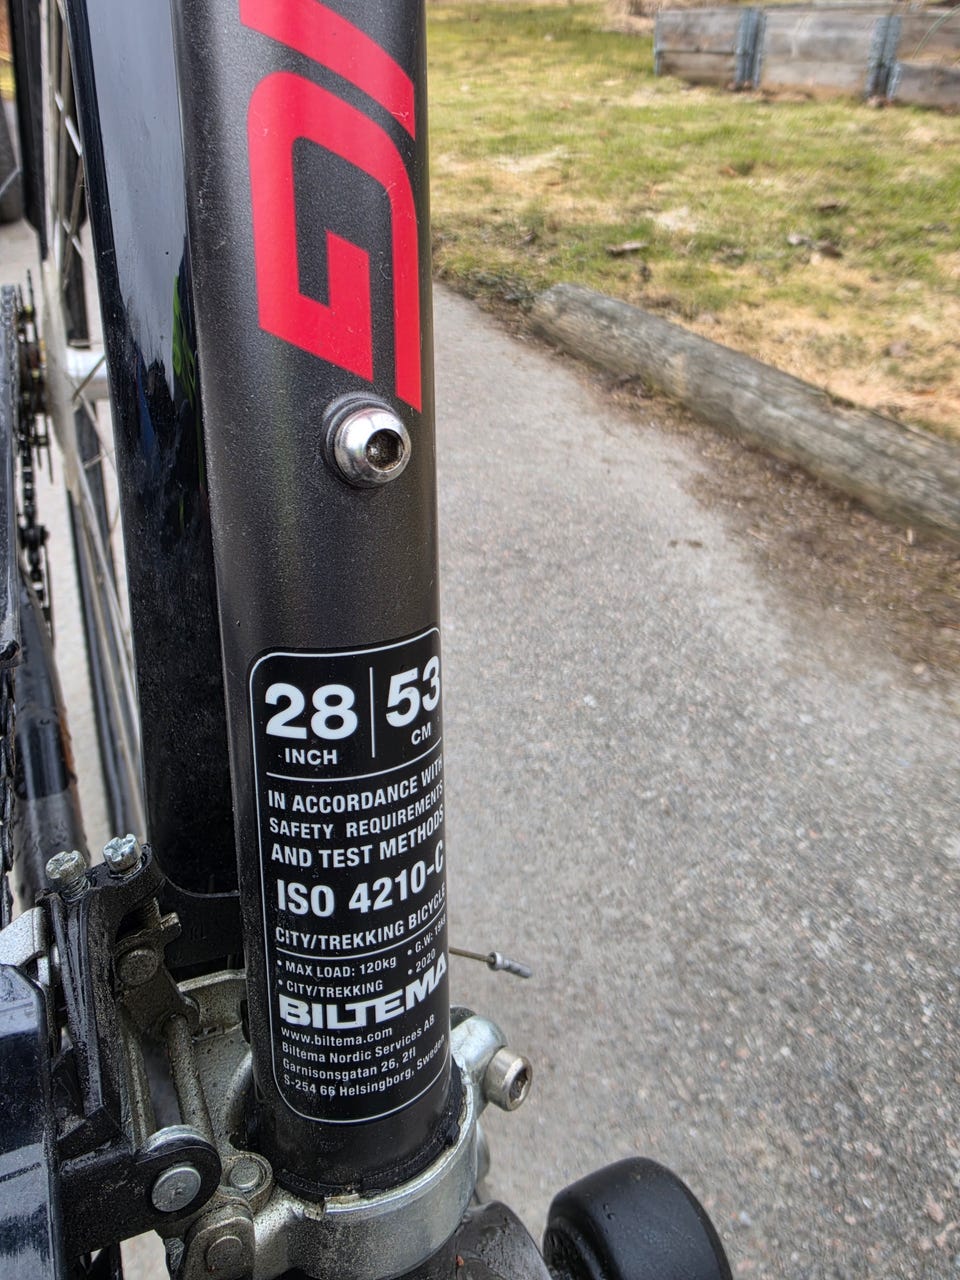 28 | 53
INCH CM
IN ACCORDANCE WITH
SAFETY REQUIREMENTS
AND TEST METHODS
ISO 4210-C
CITY/TREKKING BICYCLE
• MAX LOAD: 120kg • G.W:
• CITY/TREKKING • 2020
BILTEMA
www.biltema.com
Biltema Nordic Services AB
Garnisonsgatan 26, 2fl
S-254 66 Helsingborg, Sweden